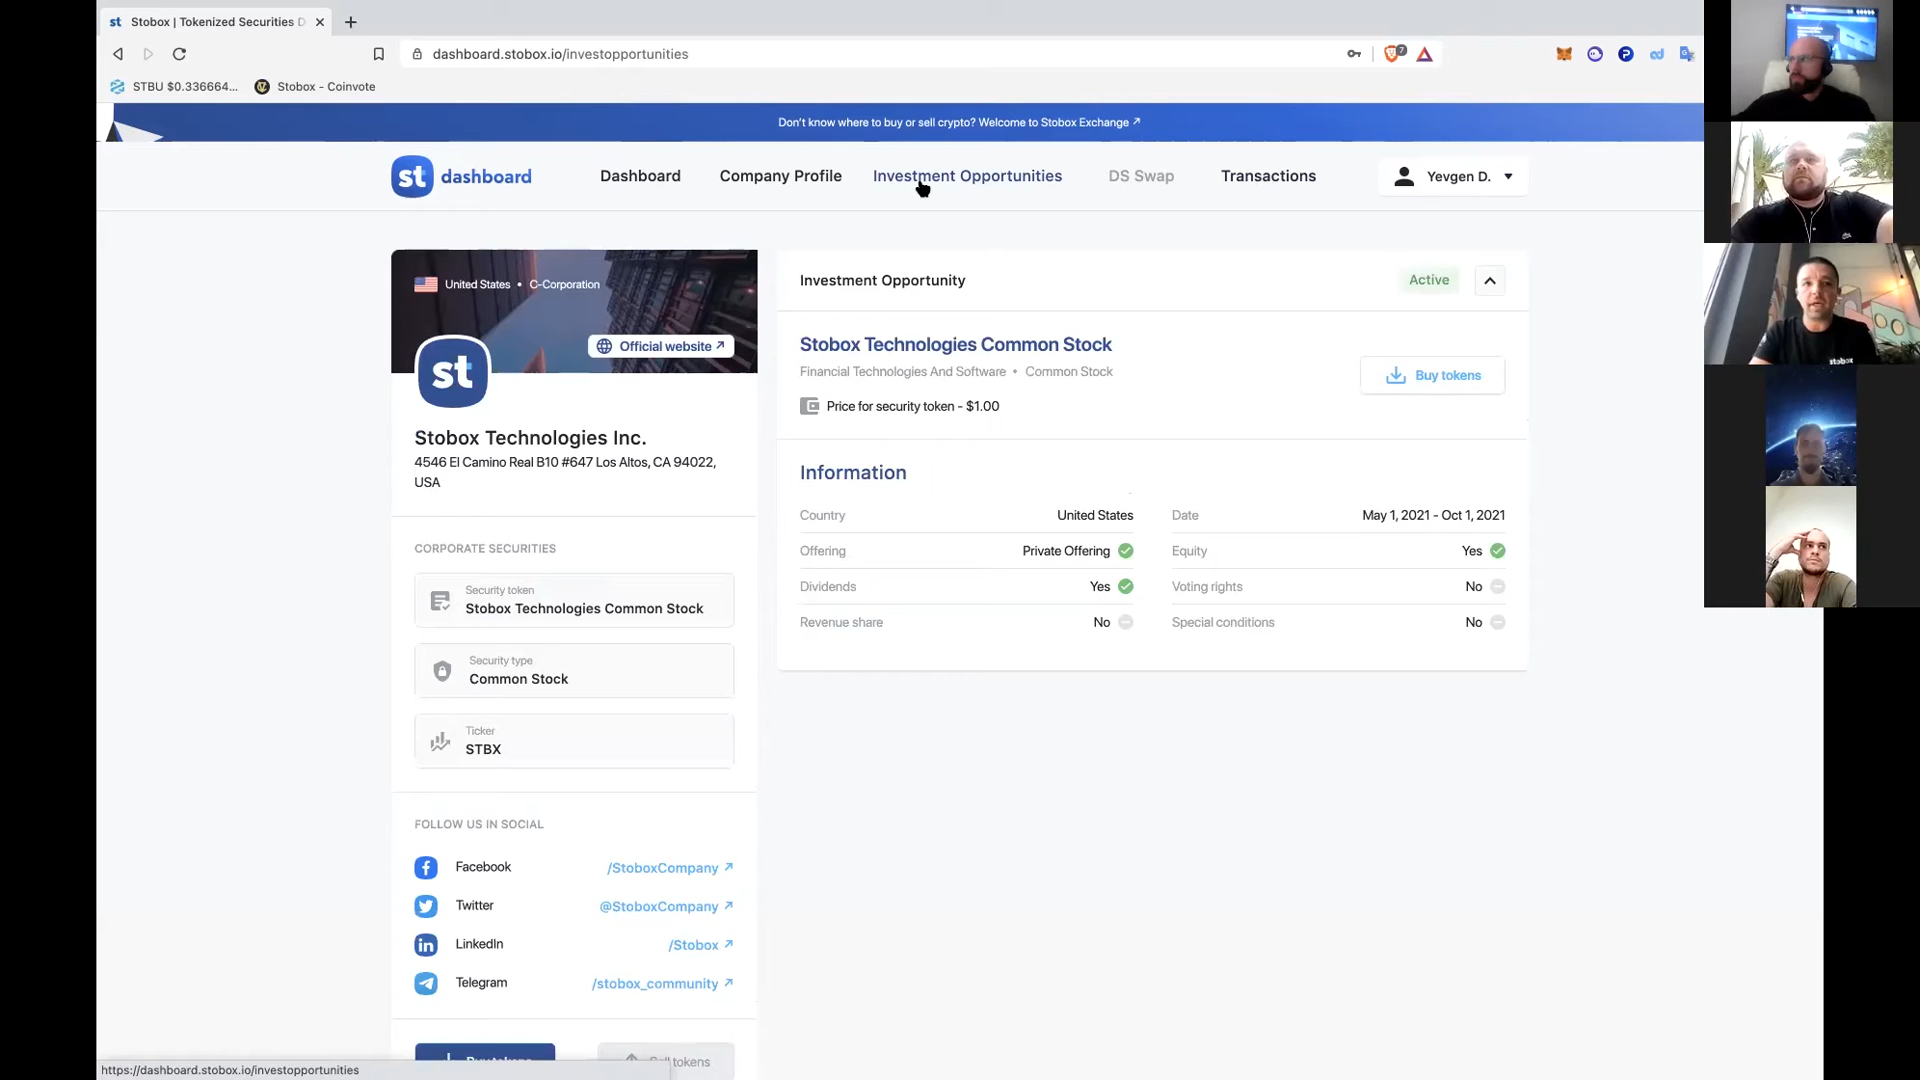 st Stobox | Tokenized Securities D
dashboard.stobox.io/investopportunities
7
STBU $0.336664...
Stobox - Coinvote
Don't know where to buy or sell crypto? Welcome to Stobox Exchange ↗
st dashboard
Dashboard
Company Profile
Investment Opportunities
DS Swap
Transactions
Yevgen D.
United States • C-Corporation
Official website ↗
st
Stobox Technologies Inc.
4546 El Camino Real B10 #647 Los Altos, CA 94022,
USA
CORPORATE SECURITIES
Security token
Stobox Technologies Common Stock
Security type
Common Stock
Ticker
STBX
FOLLOW US IN SOCIAL
Facebook /StoboxCompany ↗
Twitter @StoboxCompany ↗
LinkedIn /Stobox ↗
Telegram /stobox_community ↗
Buy tokens
tokens
Investment Opportunity
Active
Stobox Technologies Common Stock
Financial Technologies And Software • Common Stock
Price for security token - $1.00
Buy tokens
Information
Country United States
Date May 1, 2021 - Oct 1, 2021
Offering Private Offering
Equity Yes
Dividends Yes
Voting rights No
Revenue share No
Special conditions No
stobox
https://dashboard.stobox.io/investopportunities